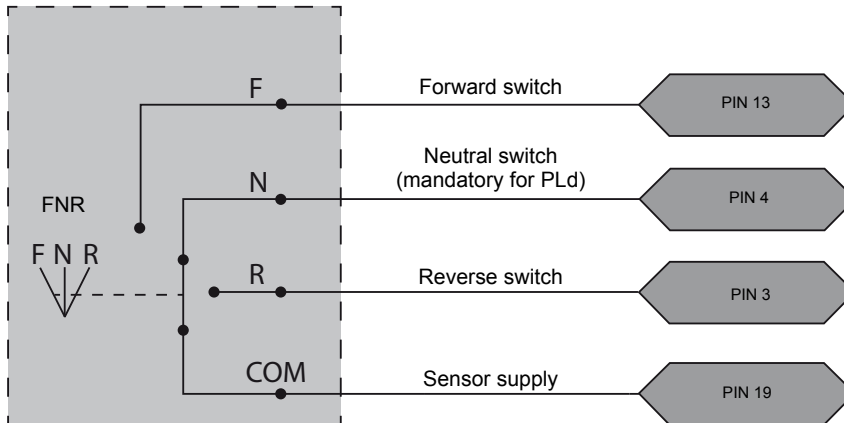 F
Forward switch
PIN 13
Neutral switch
(mandatory for PLd)
N
PIN 4
FNR
F N R
R
Reverse switch
PIN 3
COM
Sensor supply
PIN 19